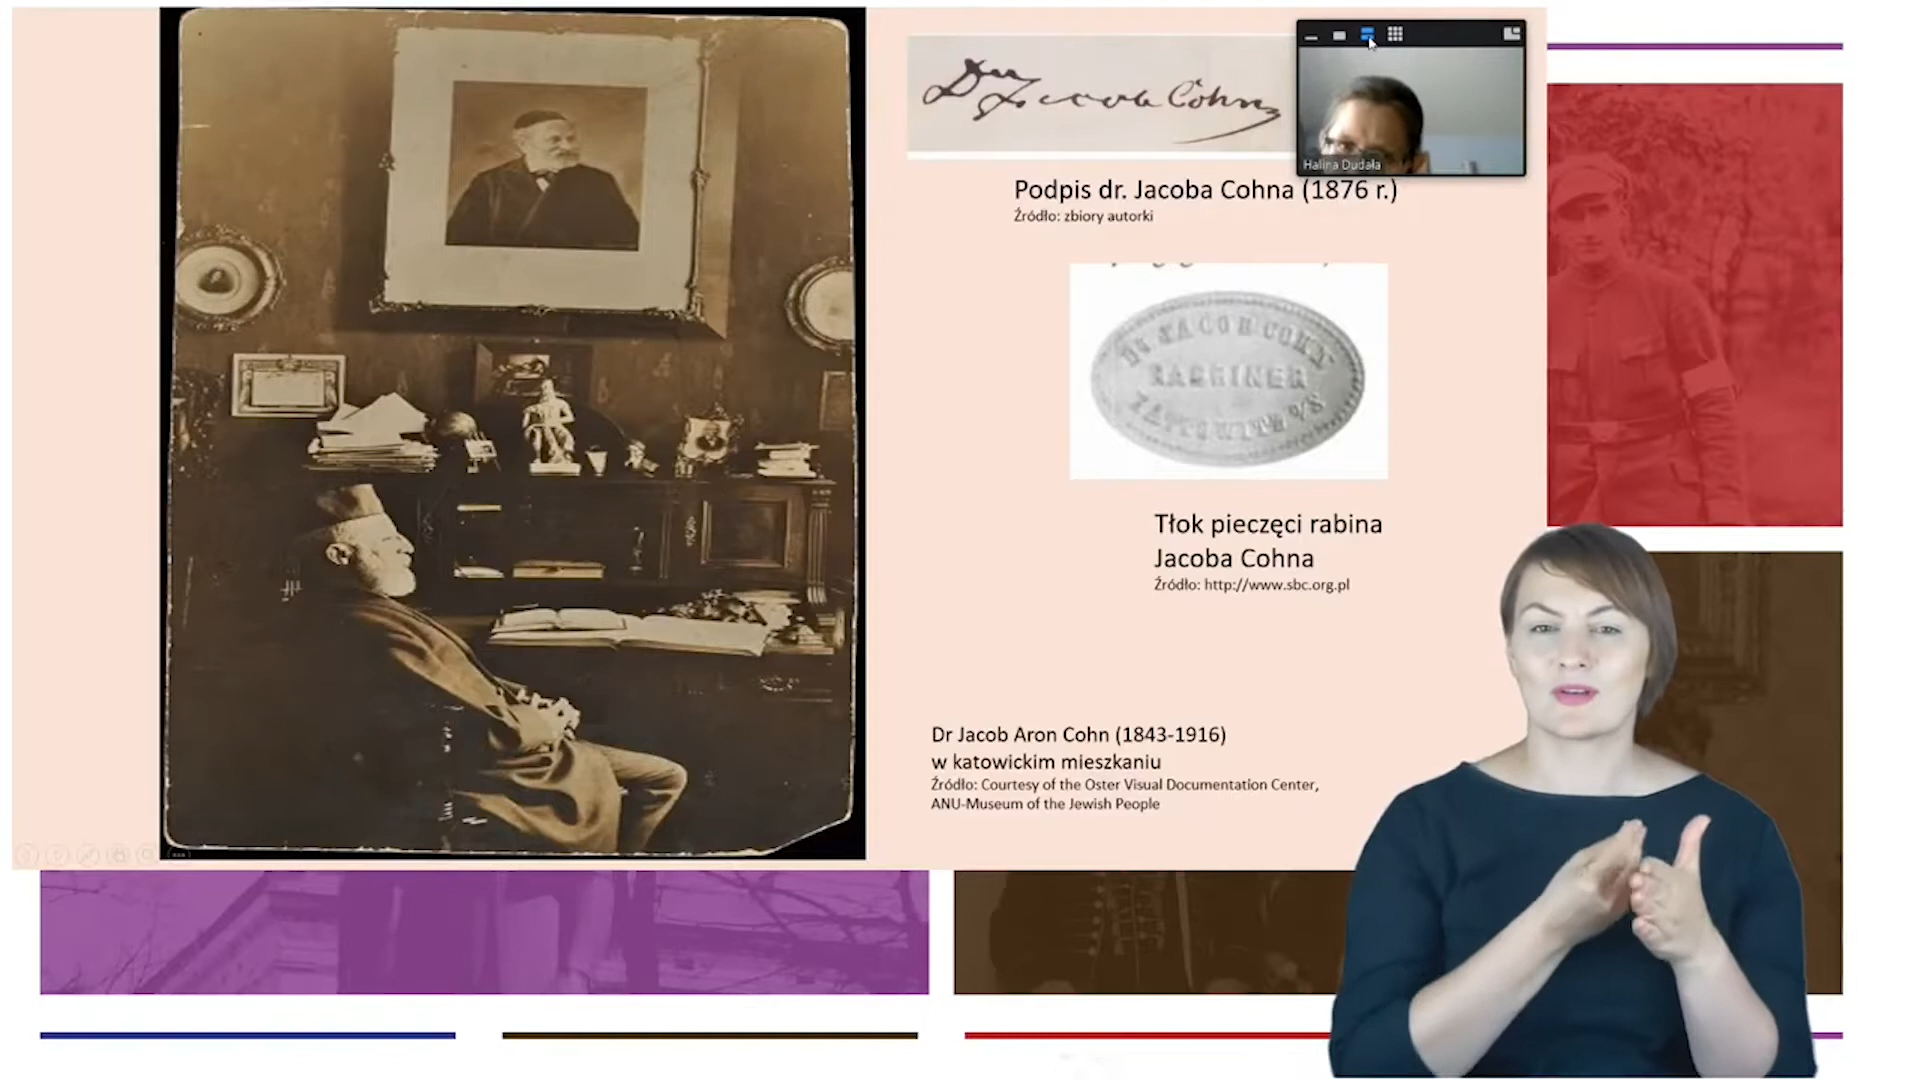 Dr. Jacob Cohn
Halina Dudała
Podpis dr. Jacoba Cohna (1876 r.)
Źródło: zbiory autorki
Dr JACOB COHN
RABBINER
KATTOWITZ O/S
Tłok pieczęci rabina
Jacoba Cohna
Źródło: http://www.sbc.org.pl
Dr Jacob Aron Cohn (1843-1916)
w katowickim mieszkaniu
Źródło: Courtesy of the Oster Visual Documentation Center,
ANU-Museum of the Jewish People